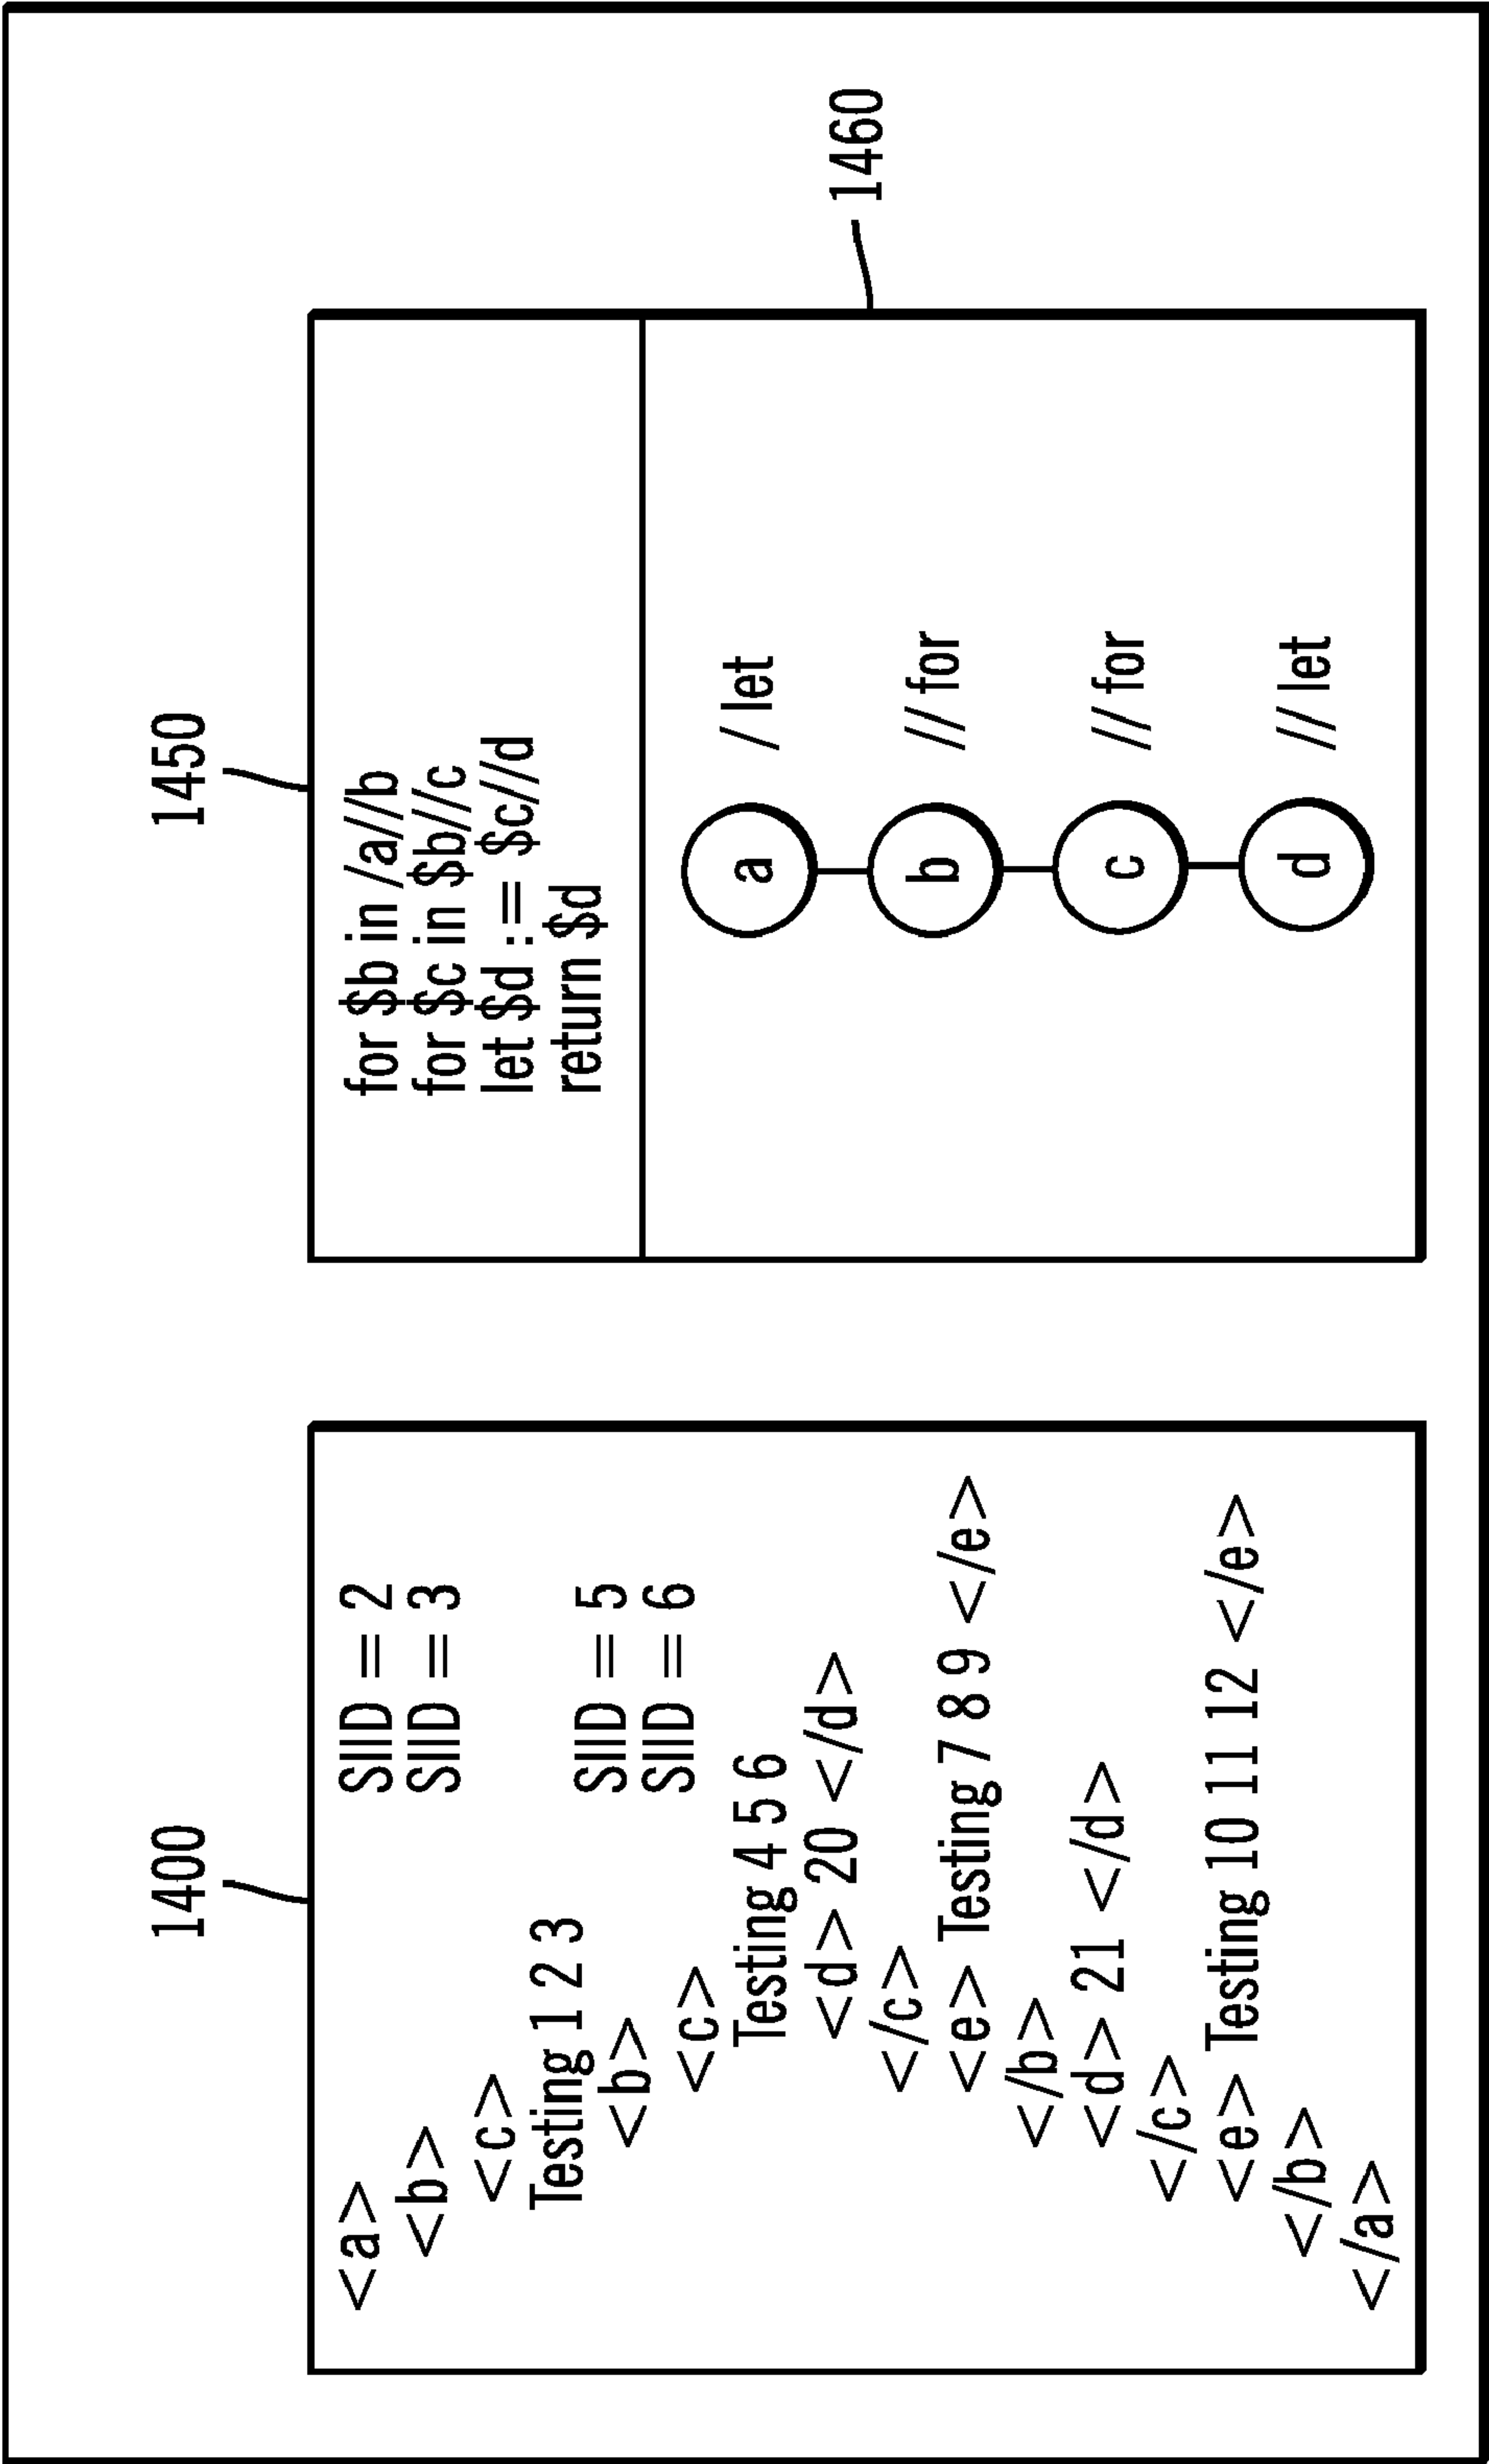 1400
<a> SIID = 2
<b> SIID = 3
<c>
Testing 1 2 3
<b> SIID = 5
<c> SIID = 6
Testing 4 5 6
<d> 20 </d>
</c>
<e> Testing 7 8 9 </e>
</b>
<d> 21 </d>
</c>
<e> Testing 10 11 12 </e>
</b>
</a>
1450
for $b in /a//b
for $c in $b//c
let $d := $c//d
return $d
a / let
b // for
c // for
d // let
1460